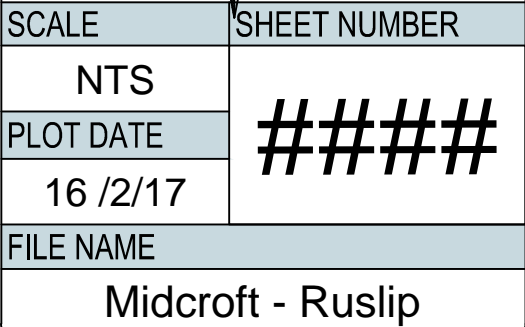 SCALE
SHEET NUMBER
NTS
####
PLOT DATE
16 /2/17
FILE NAME
Midcroft - Ruslip